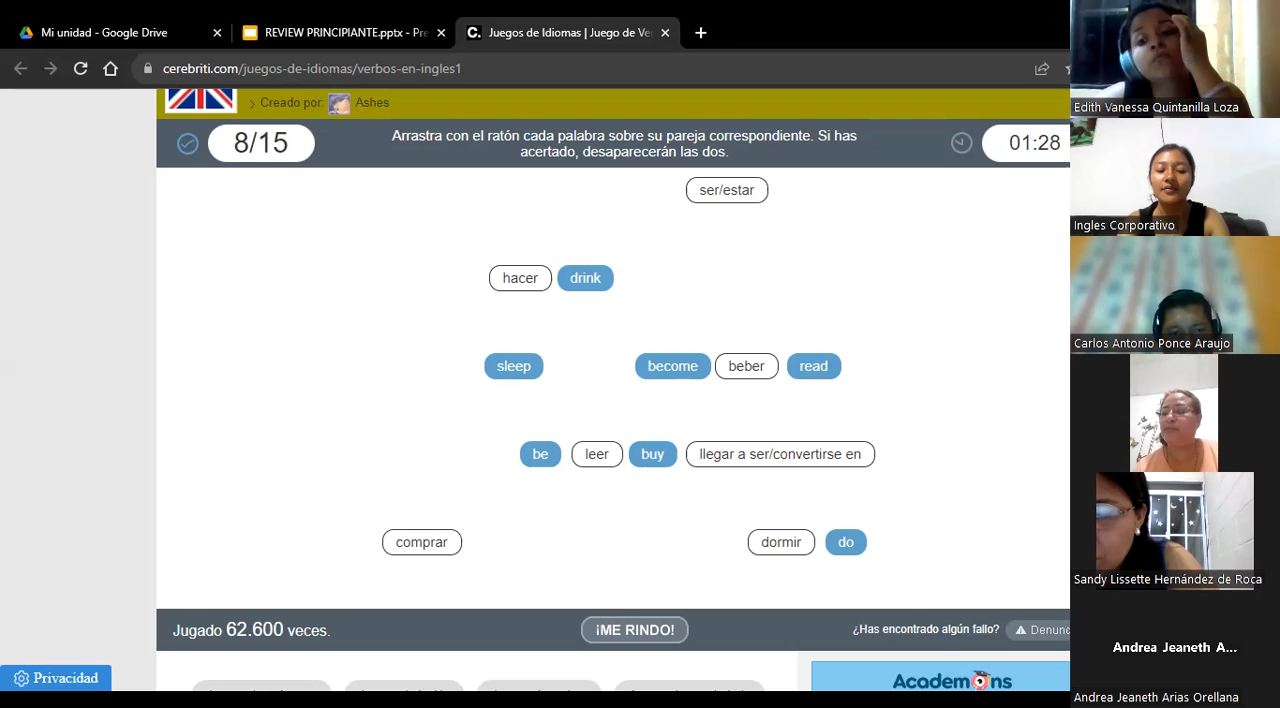 Mi unidad - Google Drive
REVIEW PRINCIPIANTE.pptx - Pre
Juegos de Idiomas | Juego de Ver
cerebriti.com/juegos-de-idiomas/verbos-en-ingles1
Creado por: Ashes
8/15
Arrastra con el ratón cada palabra sobre su pareja correspondiente. Si has
acertado, desaparecerán las dos.
01:28
ser/estar
hacer drink
sleep become beber read
be leer buy llegar a ser/convertirse en
comprar dormir do
Jugado 62.600 veces.
¡ME RINDO!
¿Has encontrado algún fallo? Denunc
Privacidad
Academons
Edith Vanessa Quintanilla Loza
Ingles Corporativo
Carlos Antonio Ponce Araujo
Sandy Lissette Hernández de Roca
Andrea Jeaneth A...
Andrea Jeaneth Arias Orellana